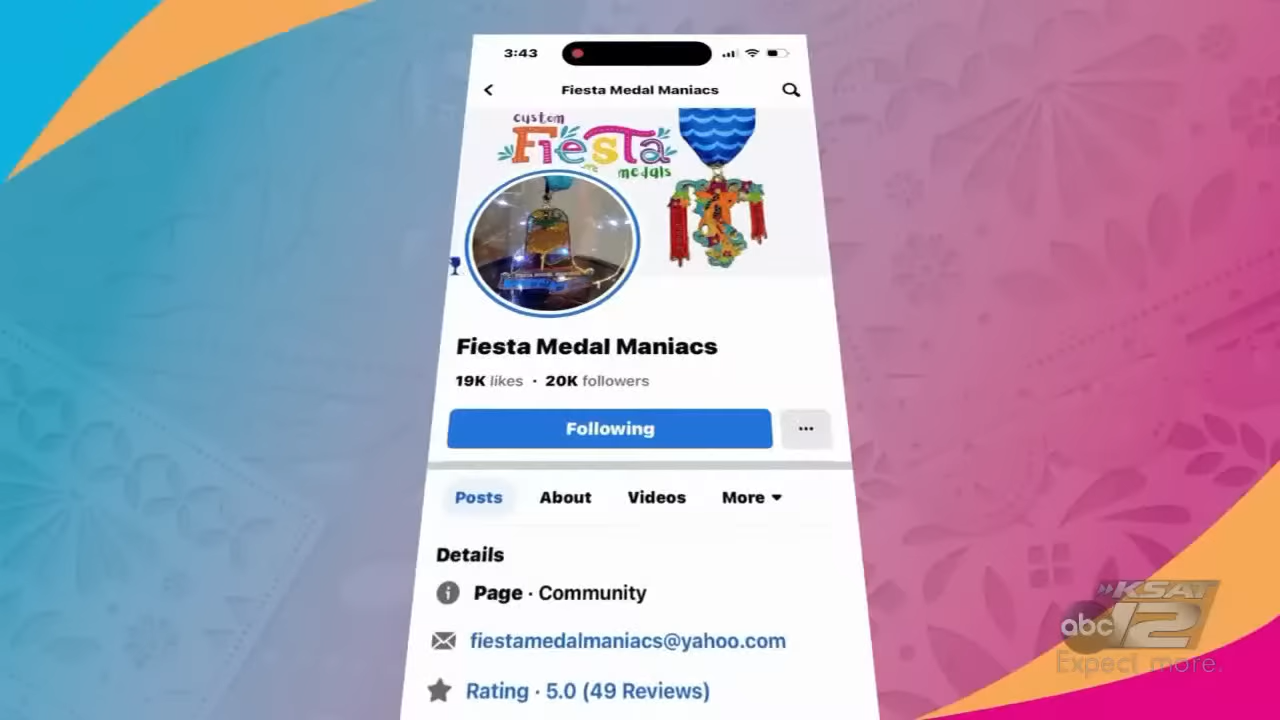 3:43
Fiesta Medal Maniacs
custom
Fiesta
medals
Fiesta Medal Maniacs
19K likes · 20K followers
Following
Posts About Videos More
Details
Page · Community
fiestamedalmaniacs@yahoo.com
Rating · 5.0 (49 Reviews)
KSAT
abc 12
Expect more.